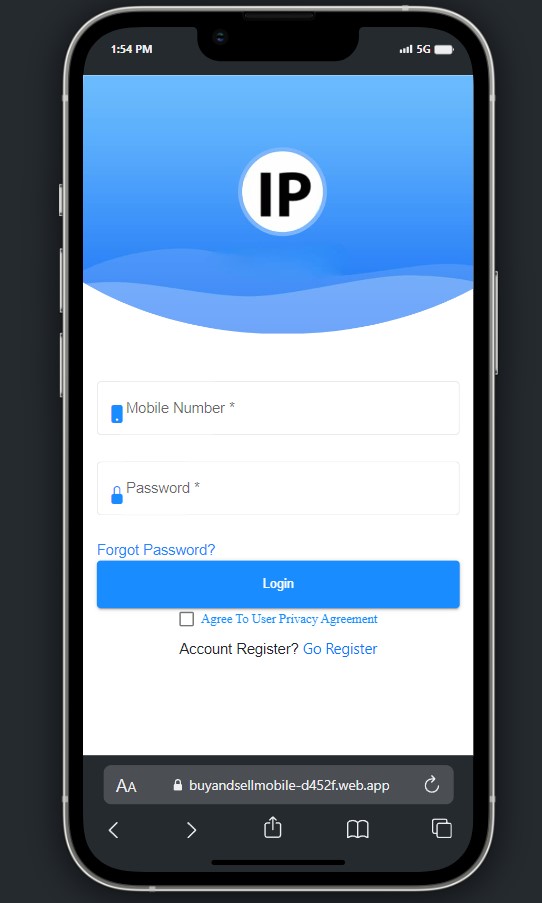 1:54 PM
5G
IP
Mobile Number *
Password *
Forgot Password?
Login
Agree To User Privacy Agreement
Account Register? Go Register
AA
buyandsellmobile-d452f.web.app